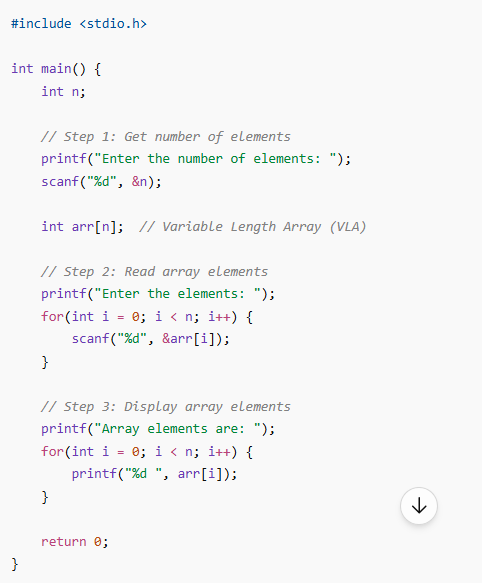 #include <stdio.h>
int main() {
    int n;
    // Step 1: Get number of elements
    printf("Enter the number of elements: ");
    scanf("%d", &n);
    int arr[n];  // Variable Length Array (VLA)
    // Step 2: Read array elements
    printf("Enter the elements: ");
    for(int i = 0; i < n; i++) {
        scanf("%d", &arr[i]);
    }
    // Step 3: Display array elements
    printf("Array elements are: ");
    for(int i = 0; i < n; i++) {
        printf("%d ", arr[i]);
    }
    return 0;
}